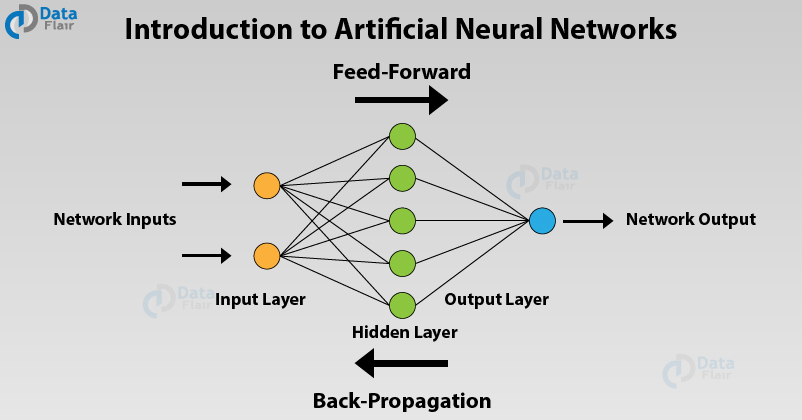 Data
Flair
Introduction to Artificial Neural Networks
Feed-Forward
Data
Flair
Network Inputs
Network Output
Data
Flair
Input Layer
Output Layer
Hidden Layer
Data
Flair
Back-Propagation